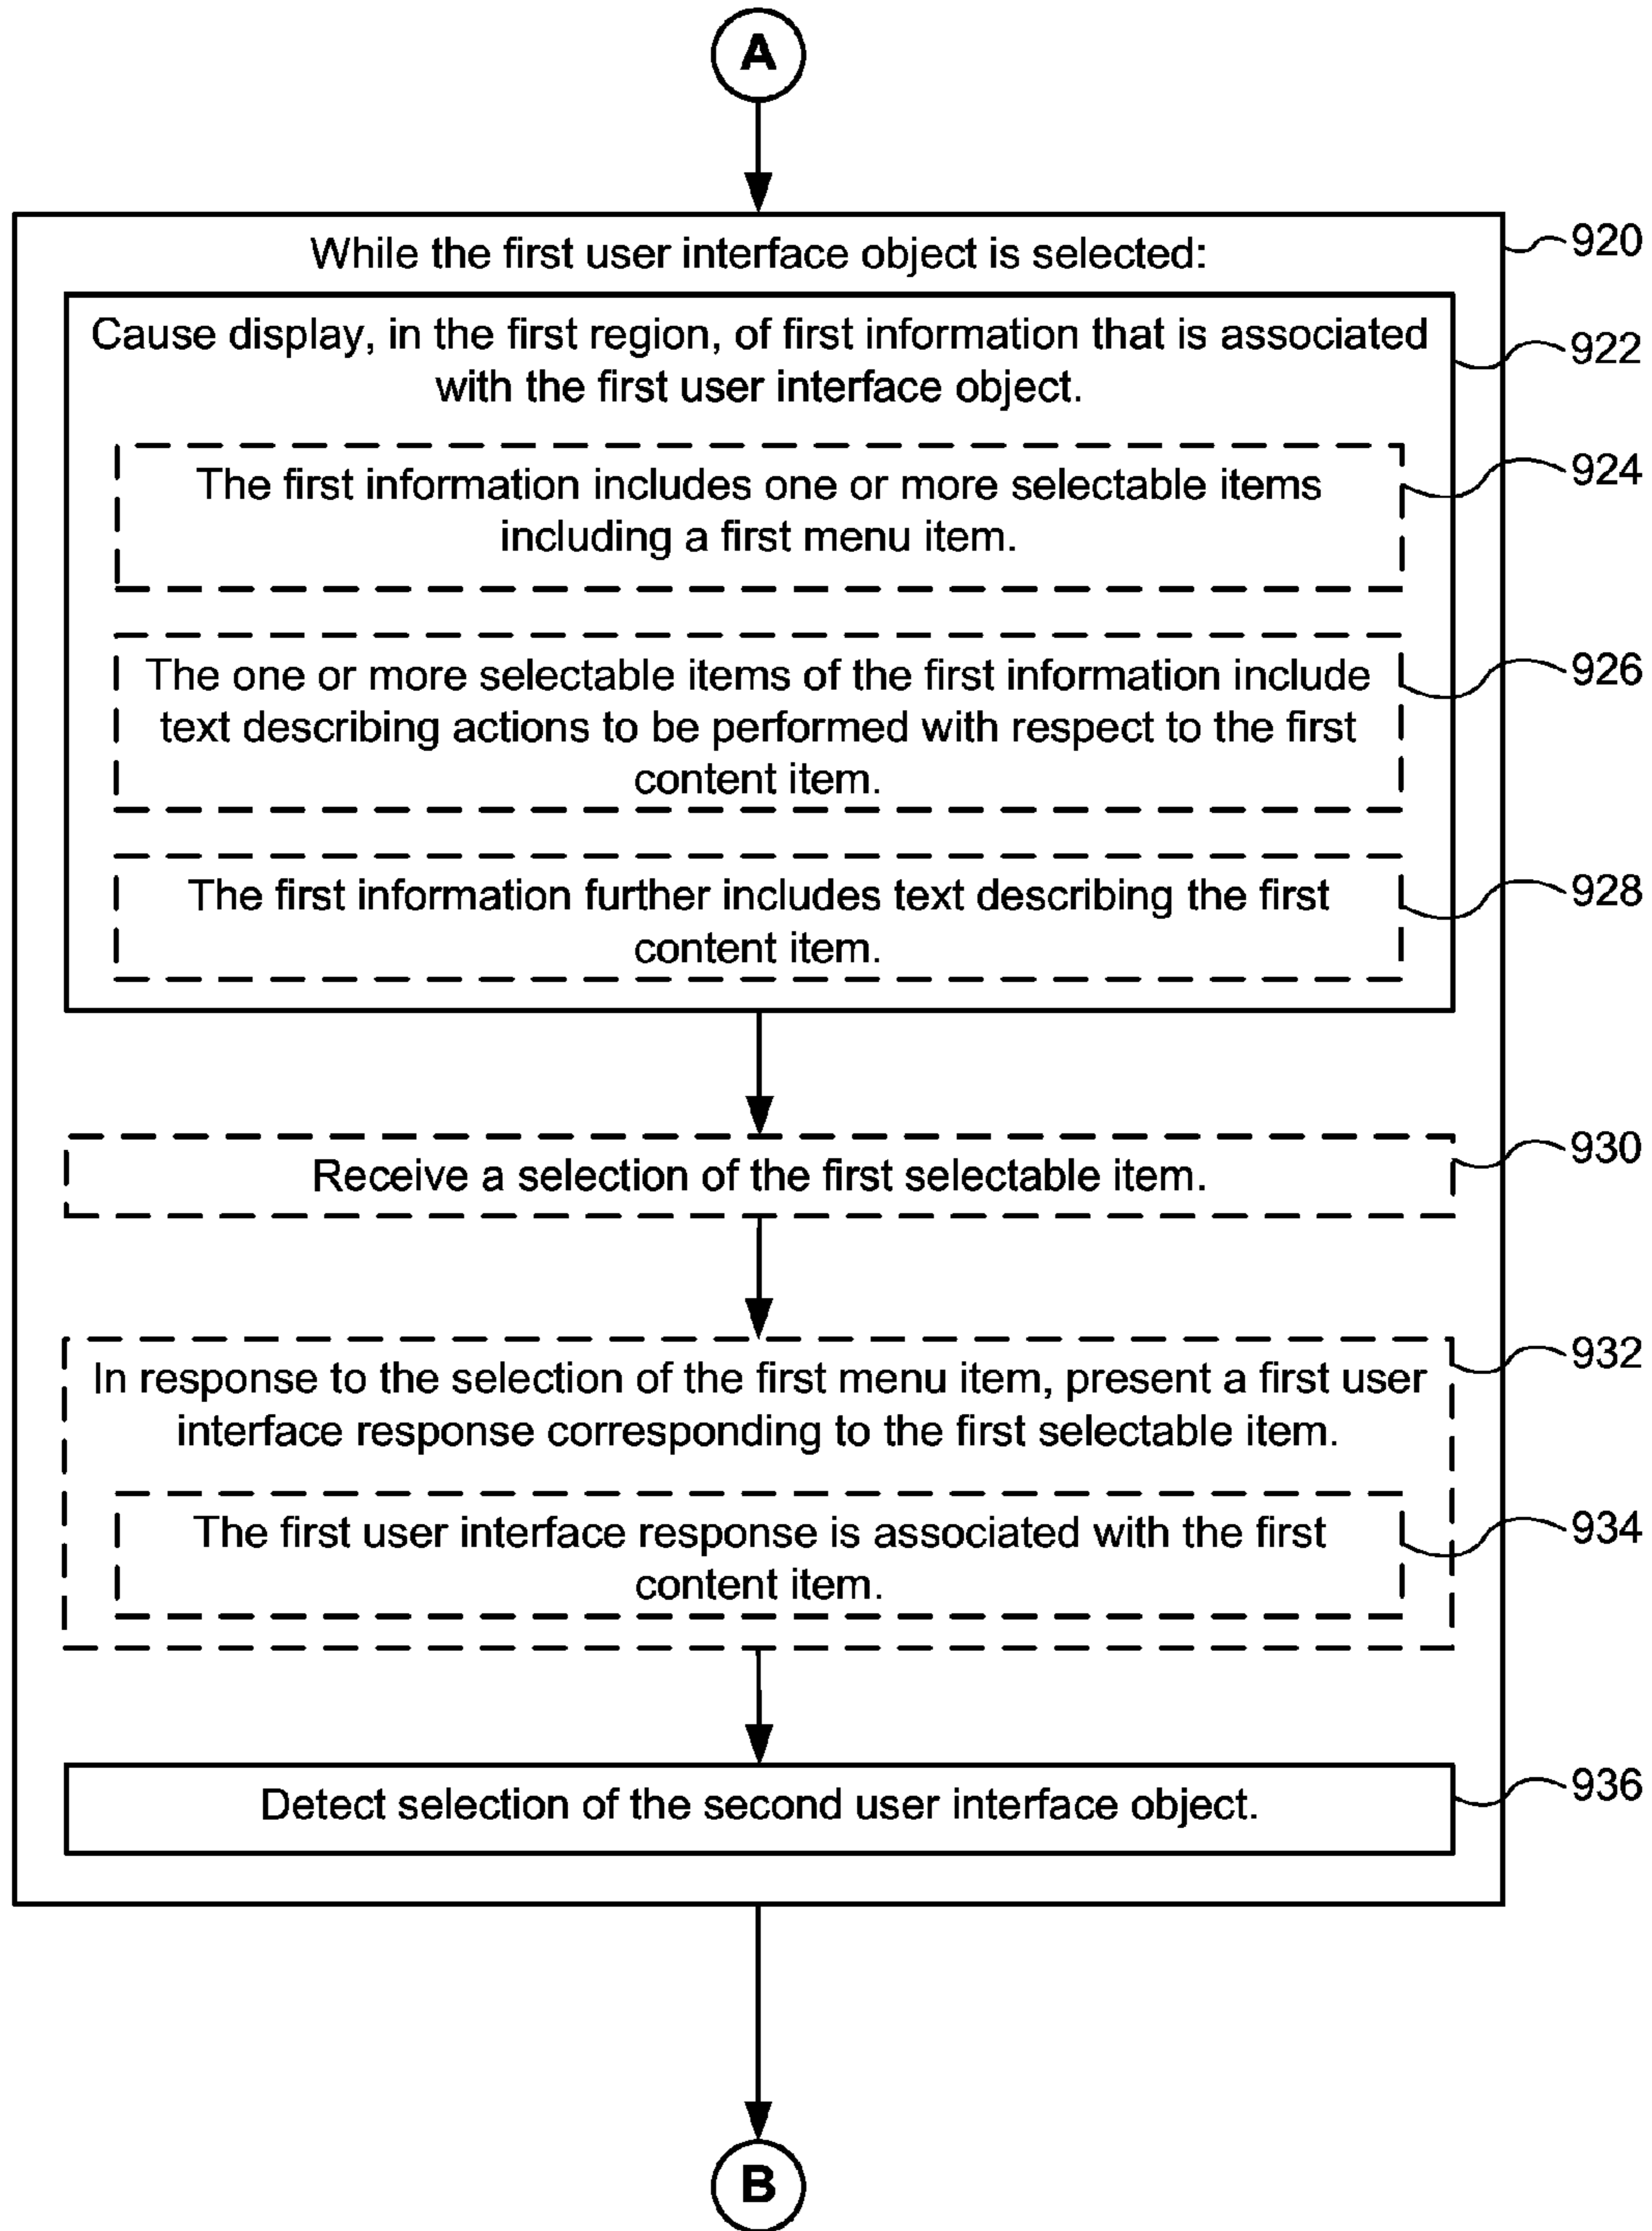 A
While the first user interface object is selected:
920
Cause display, in the first region, of first information that is associated
with the first user interface object.
922
The first information includes one or more selectable items
including a first menu item.
924
The one or more selectable items of the first information include
text describing actions to be performed with respect to the first
content item.
926
The first information further includes text describing the first
content item.
928
Receive a selection of the first selectable item.
930
In response to the selection of the first menu item, present a first user
interface response corresponding to the first selectable item.
932
The first user interface response is associated with the first
content item.
934
Detect selection of the second user interface object.
936
B